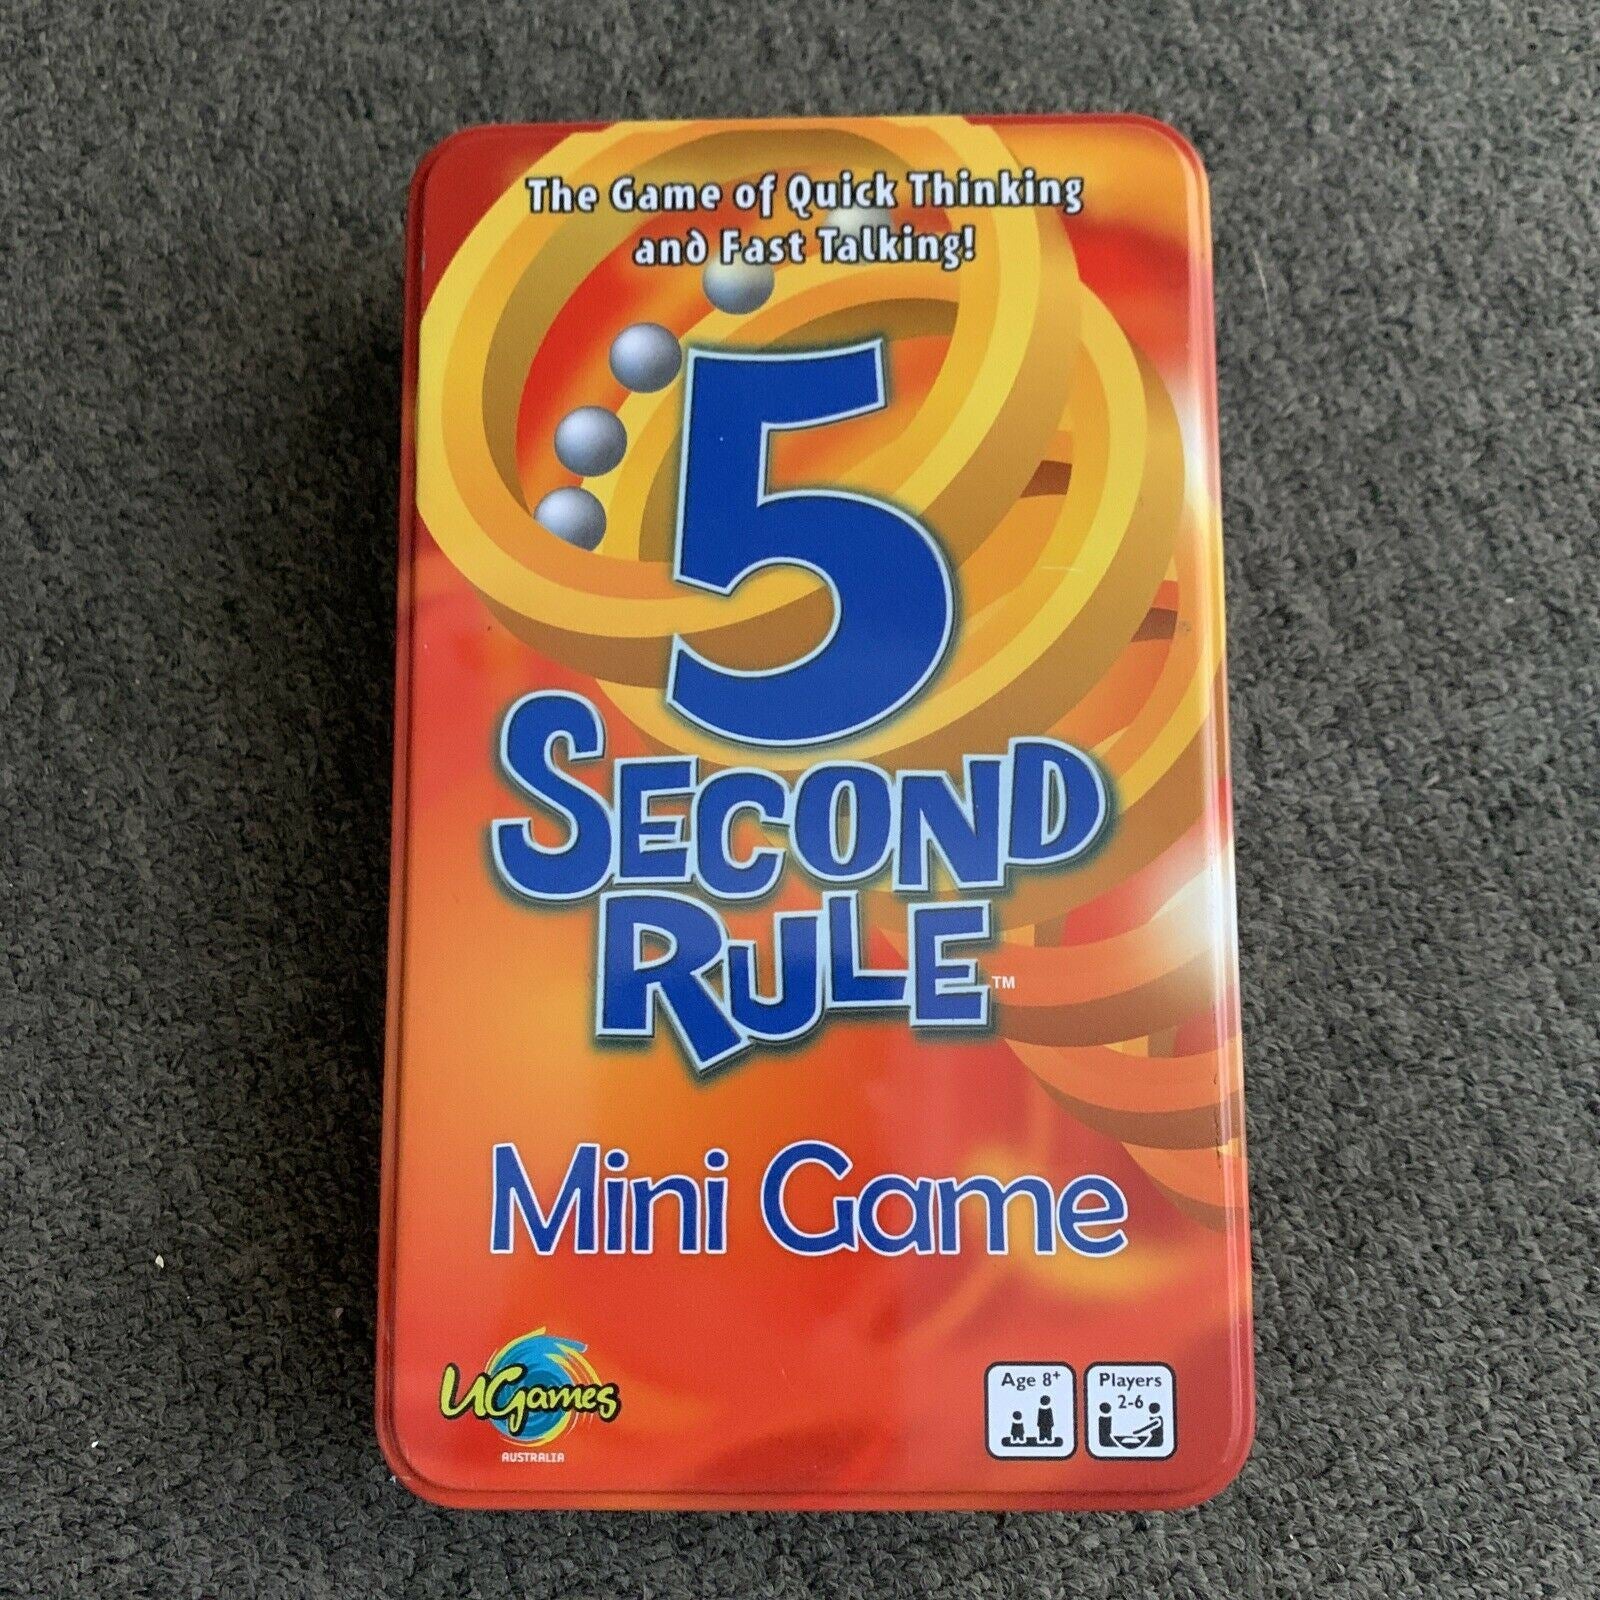 The Game of Quick Thinking
and Fast Talking!
5
SECOND
RULE™
Mini Game
UGames
AUSTRALIA
Age 8+
Players
2-6